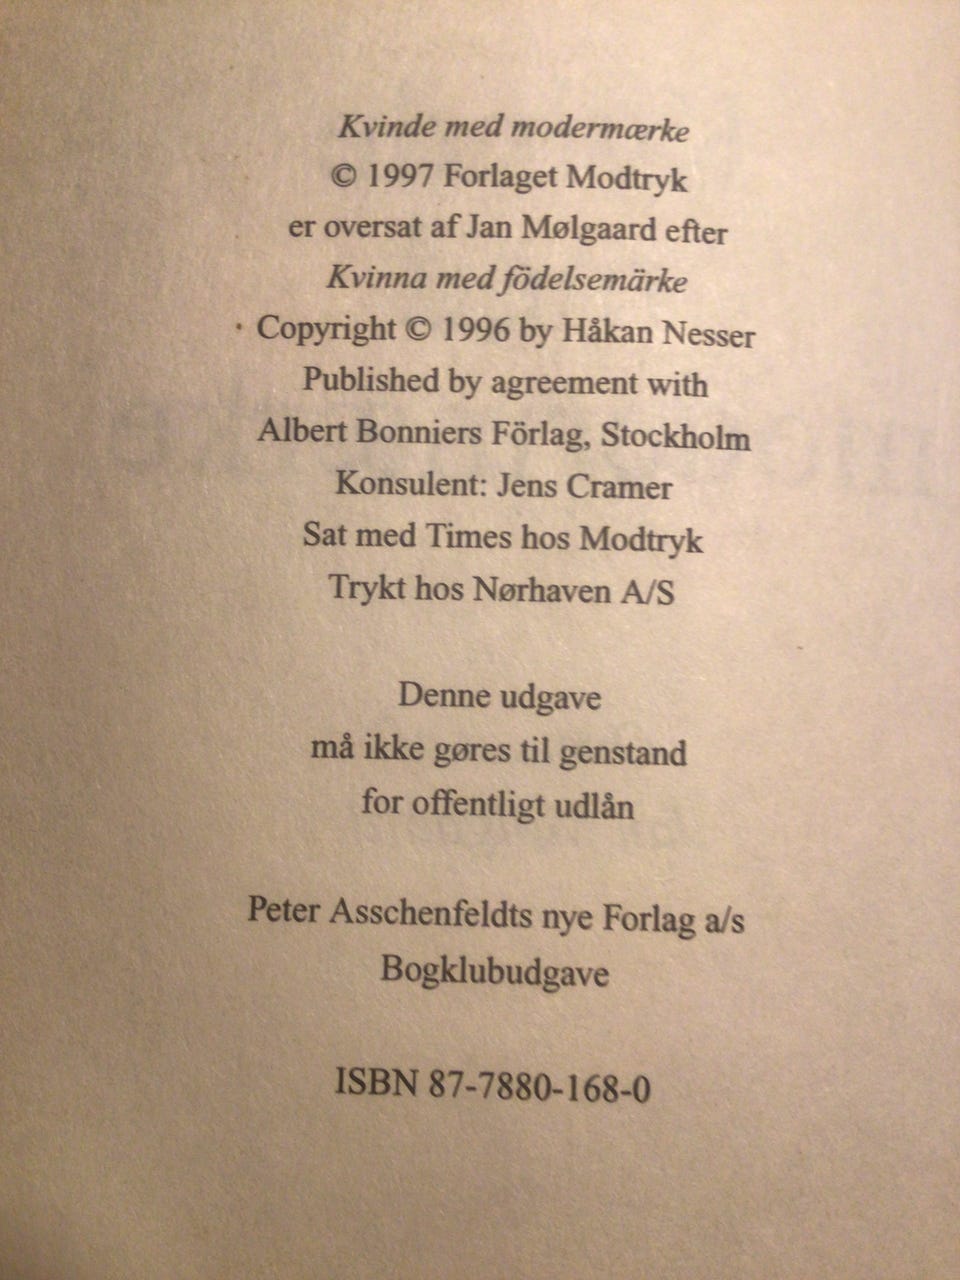 Kvinde med modermærke
© 1997 Forlaget Modtryk
er oversat af Jan Mølgaard efter
Kvinna med födelsemärke
Copyright © 1996 by Håkan Nesser
Published by agreement with
Albert Bonniers Förlag, Stockholm
Konsulent: Jens Cramer
Sat med Times hos Modtryk
Trykt hos Nørhaven A/S
Denne udgave
må ikke gøres til genstand
for offentligt udlån
Peter Asschenfeldts nye Forlag a/s
Bogklubudgave
ISBN 87-7880-168-0